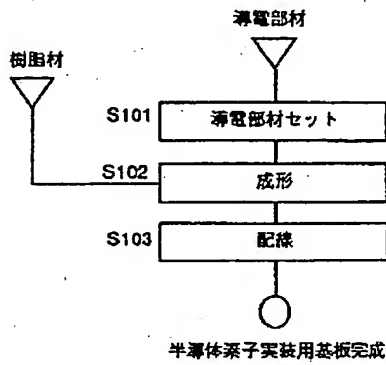 導電部材
樹脂材
S101 導電部材セット
S102 成形
S103 配線
半導体素子実装用基板完成